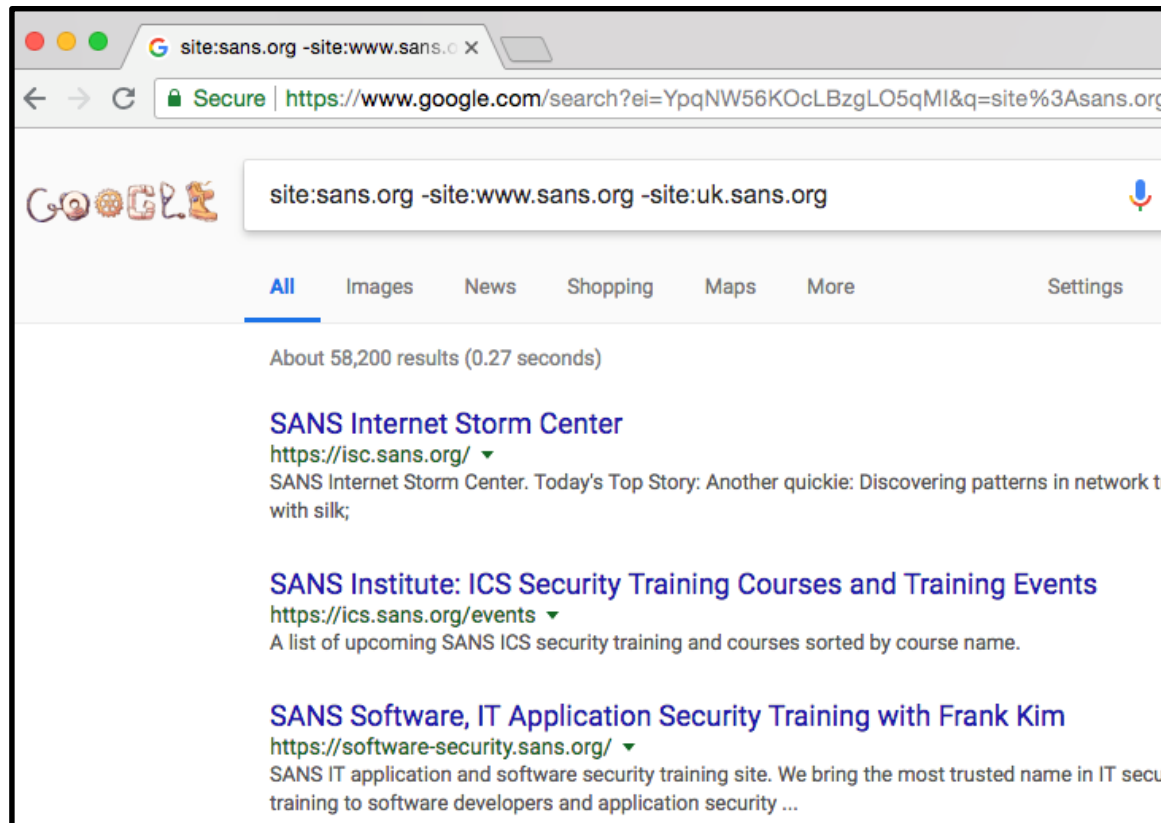 site:sans.org -site:www.sans.o
Secure https://www.google.com/search?ei=YpqNW56KOcLBzgLO5qMI&q=site%3Asans.org
GOOGLE
site:sans.org -site:www.sans.org -site:uk.sans.org
All Images News Shopping Maps More Settings
About 58,200 results (0.27 seconds)
SANS Internet Storm Center
https://isc.sans.org/
SANS Internet Storm Center. Today's Top Story: Another quickie: Discovering patterns in network t
with silk;
SANS Institute: ICS Security Training Courses and Training Events
https://ics.sans.org/events
A list of upcoming SANS ICS security training and courses sorted by course name.
SANS Software, IT Application Security Training with Frank Kim
https://software-security.sans.org/
SANS IT application and software security training site. We bring the most trusted name in IT secu
training to software developers and application security ...